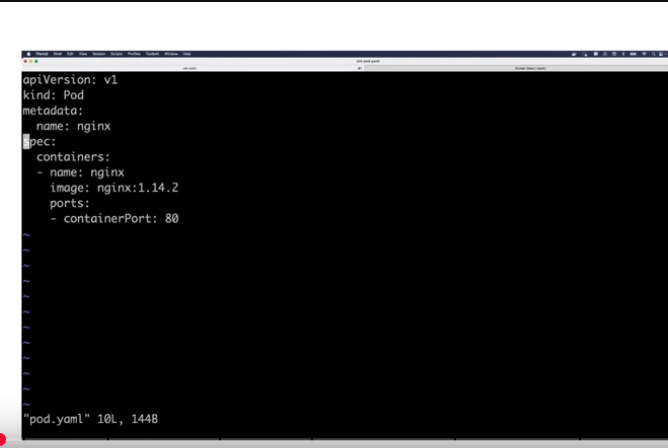 apiVersion: v1
kind: Pod
metadata:
  name: nginx
spec:
  containers:
  - name: nginx
    image: nginx:1.14.2
    ports:
    - containerPort: 80
~
~
~
~
~
~
~
~
~
~
~
~
"pod.yaml" 10L, 144B